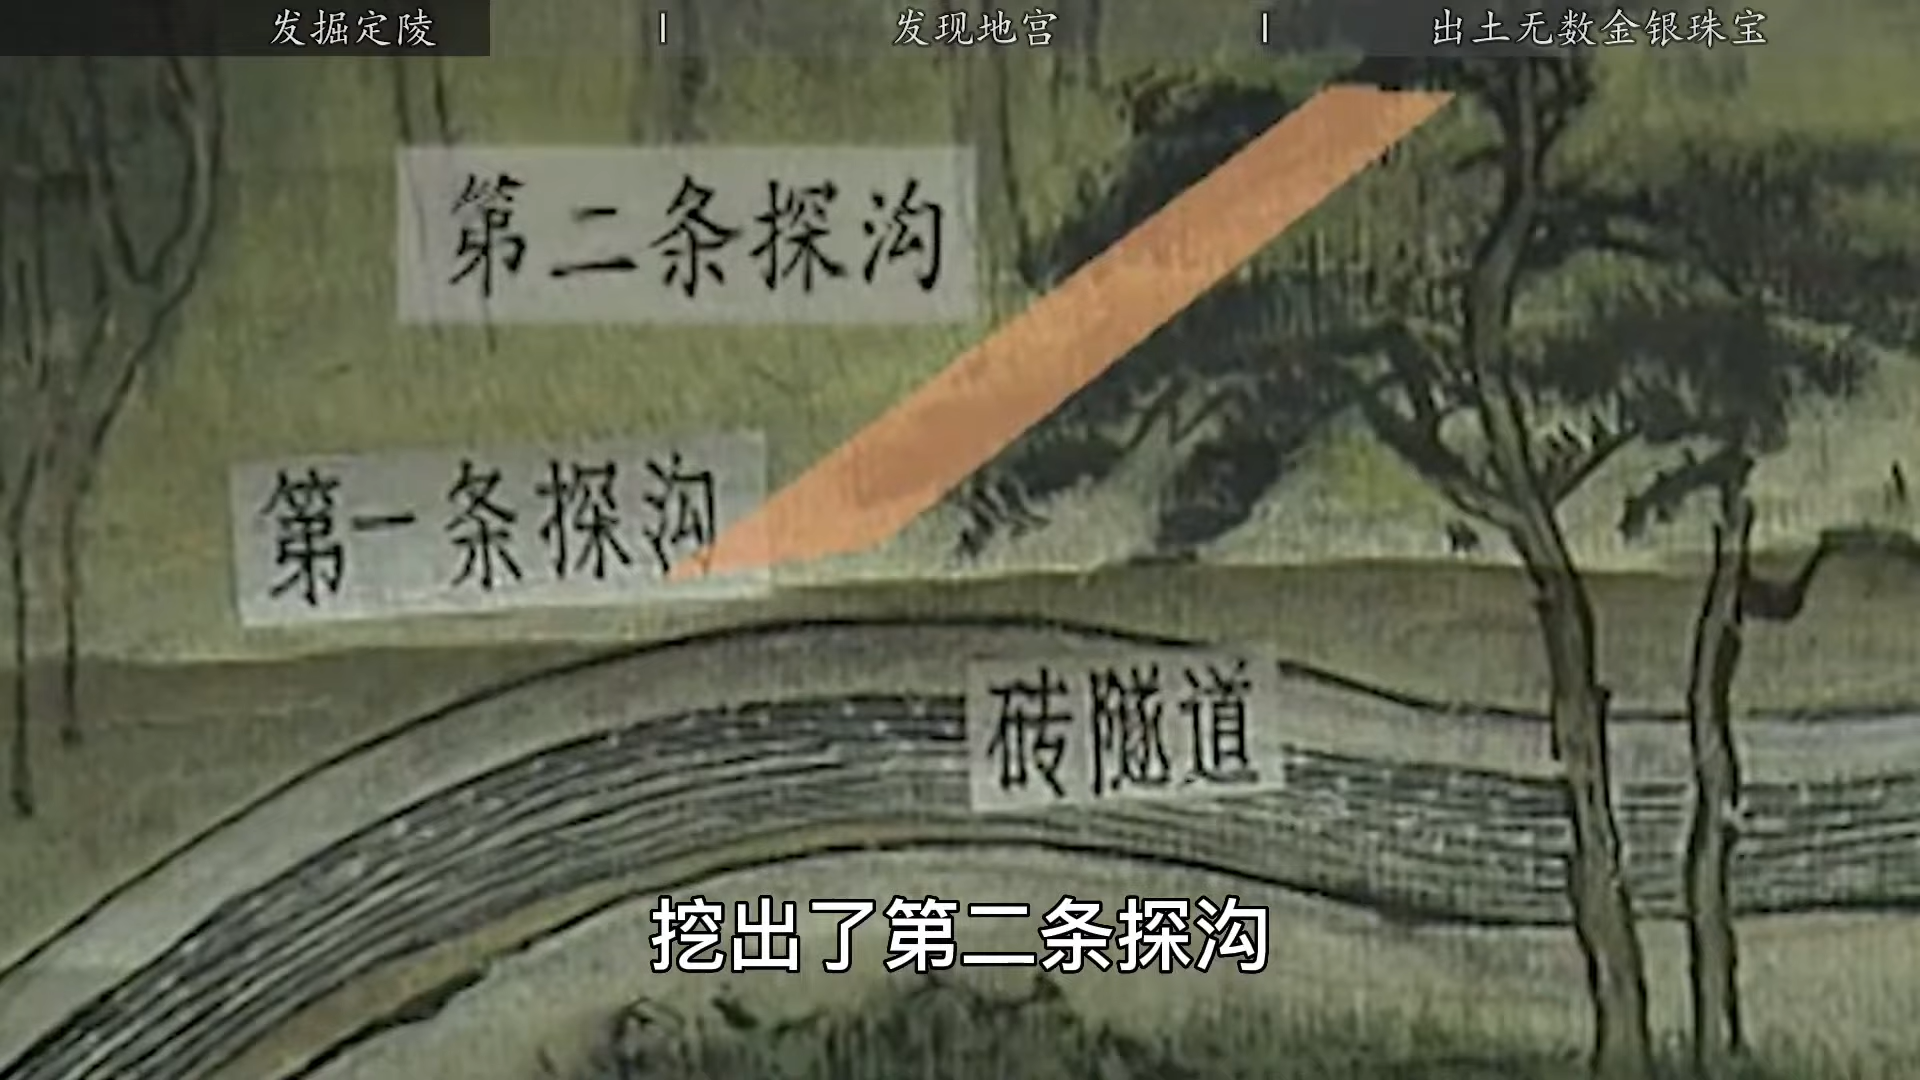 发掘定陵 | 发现地宫 | 出土无数金银珠宝
第二条探沟
第一条探沟
砖隧道
挖出了第二条探沟